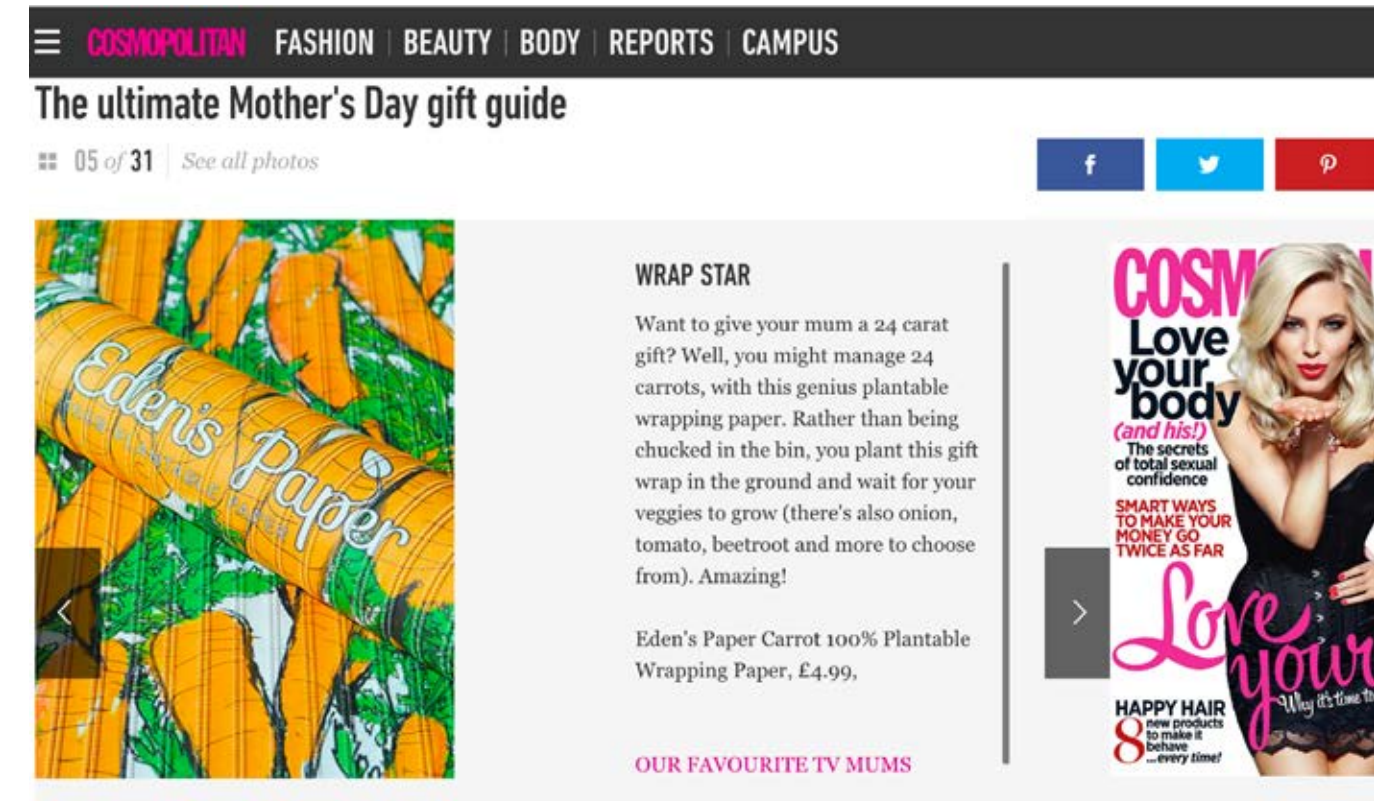 COSMOPOLITAN FASHION BEAUTY BODY REPORTS CAMPUS
The ultimate Mother's Day gift guide
05 of 31 See all photos
Eden's Paper
WRAP STAR
Want to give your mum a 24 carat
gift? Well, you might manage 24
carrots, with this genius plantable
wrapping paper. Rather than being
chucked in the bin, you plant this gift
wrap in the ground and wait for your
veggies to grow (there's also onion,
tomato, beetroot and more to choose
from). Amazing!
Eden's Paper Carrot 100% Plantable
Wrapping Paper, £4.99,
OUR FAVOURITE TV MUMS
COSM
Love
your
body
(and his!)
The secrets
of total sexual
confidence
SMART WAYS
TO MAKE YOUR
MONEY GO
TWICE AS FAR
Love
your
Why it's time
HAPPY HAIR
8 new products
to make it
behave
...every time!